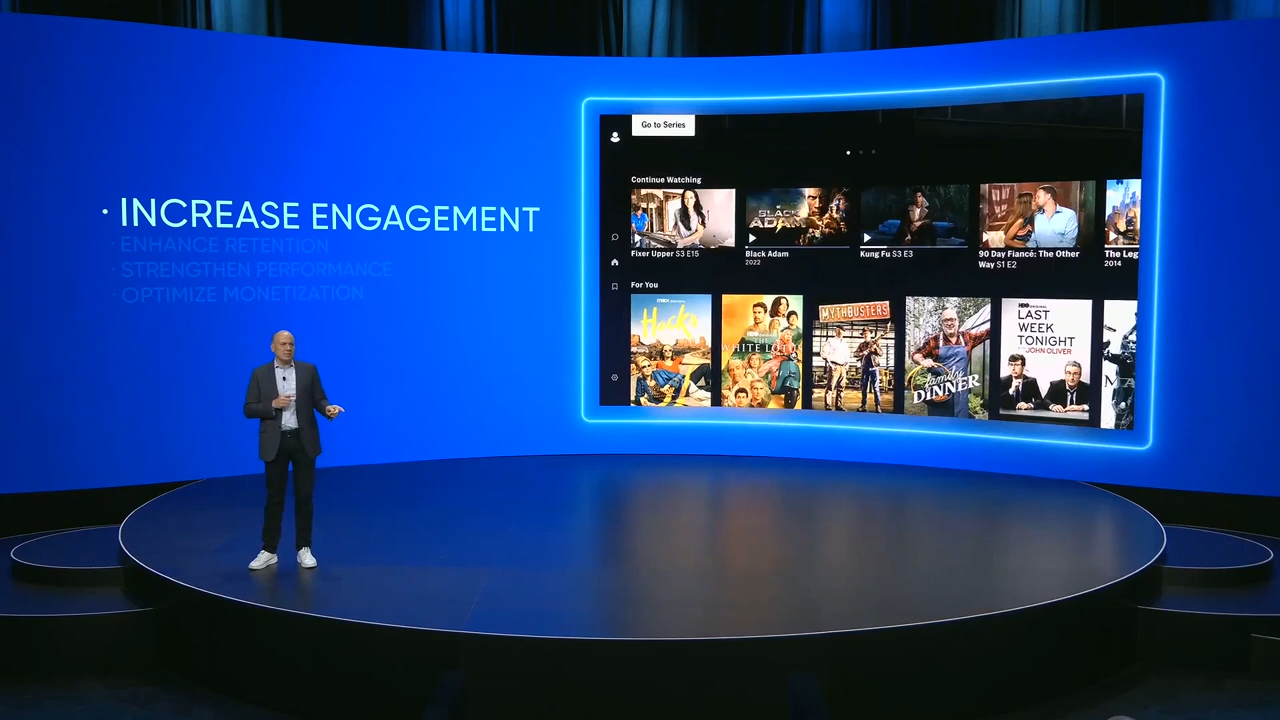 · INCREASE ENGAGEMENT
· ENHANCE RETENTION
· STRENGTHEN PERFORMANCE
· OPTIMIZE MONETIZATION
Go to Series
Continue Watching
BLACK ADAM
Fixer Upper S3 E15
Black Adam
2022
Kung Fu S3 E3
90 Day Fiancé: The Other
Way S1 E2
The Leg
2014
For You
Hacks
THE
WHITE LOTUS
MYTHBUSTERS
family
DINNER
HBO ORIGINAL
LAST
WEEK
TONIGHT
WITH JOHN OLIVER
MA